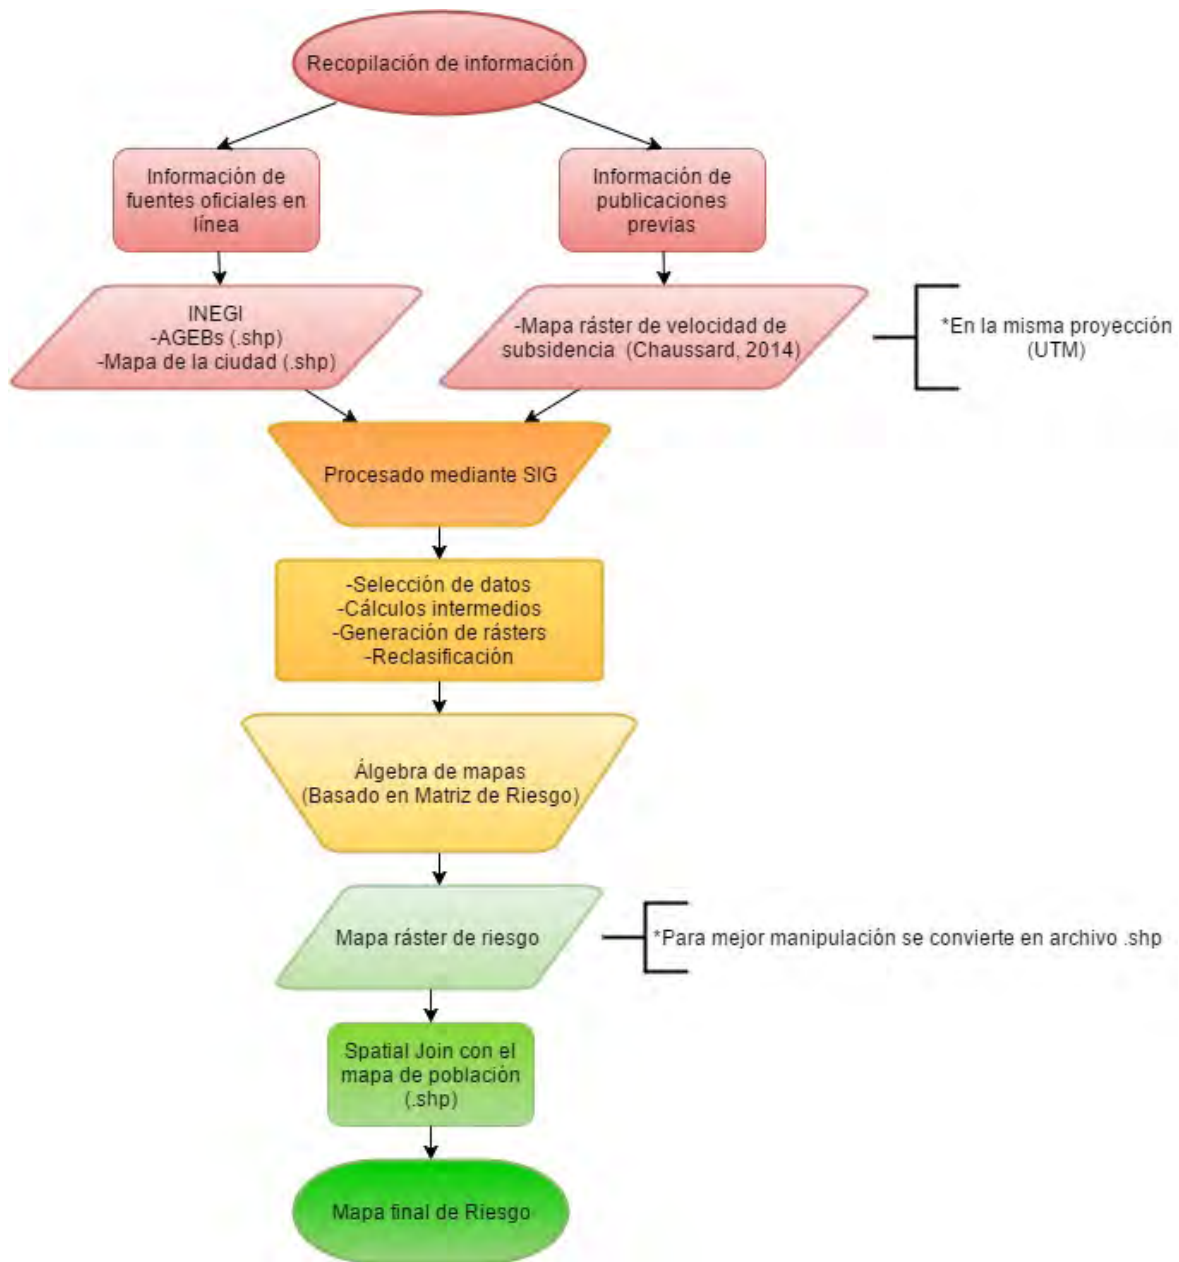 Recopilación de información
Información de
fuentes oficiales en
línea
Información de
publicaciones
previas
INEGI
-AGEBs (.shp)
-Mapa de la ciudad (.shp)
-Mapa ráster de velocidad de
subsidencia (Chaussard, 2014)
*En la misma proyección
(UTM)
Procesado mediante SIG
-Selección de datos
-Cálculos intermedios
-Generación de rásters
-Reclasificación
Álgebra de mapas
(Basado en Matriz de Riesgo)
Mapa ráster de riesgo
*Para mejor manipulación se convierte en archivo .shp
Spatial Join con el
mapa de población
(.shp)
Mapa final de Riesgo